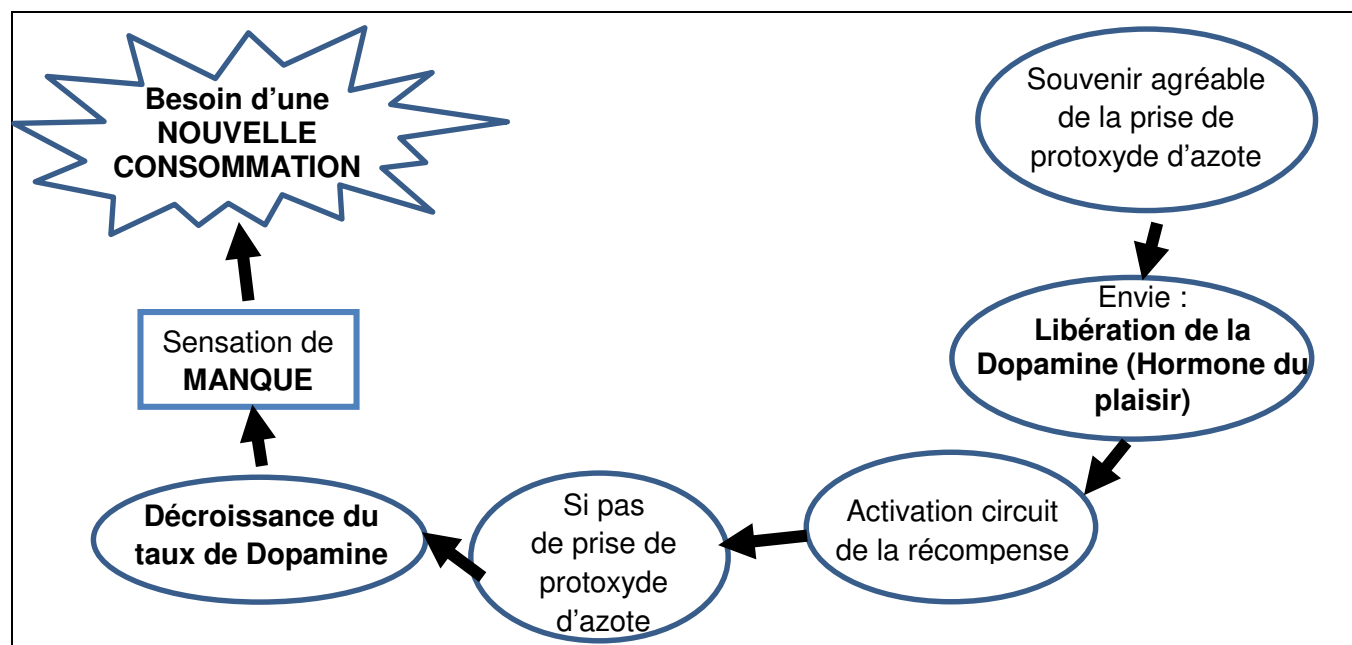 Besoin d'une
NOUVELLE
CONSOMMATION
Souvenir agréable
de la prise de
protoxyde d'azote
Envie :
Libération de la
Dopamine (Hormone du
plaisir)
Activation circuit
de la récompense
Si pas
de prise de
protoxyde
d'azote
Décroissance du
taux de Dopamine
Sensation de
MANQUE